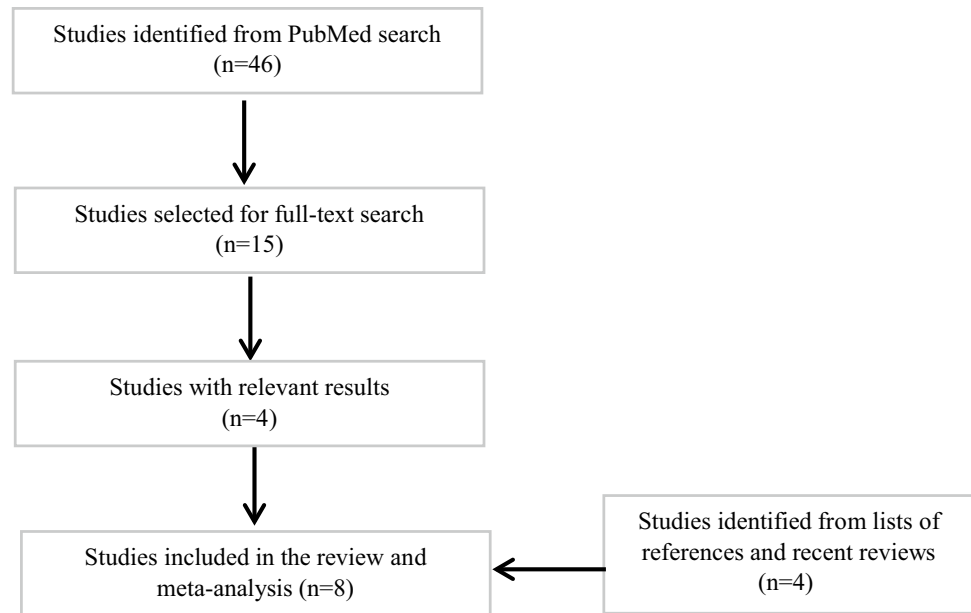 Studies identified from PubMed search
(n=46)
Studies selected for full-text search
(n=15)
Studies with relevant results
(n=4)
Studies included in the review and
meta-analysis (n=8)
Studies identified from lists of
references and recent reviews
(n=4)